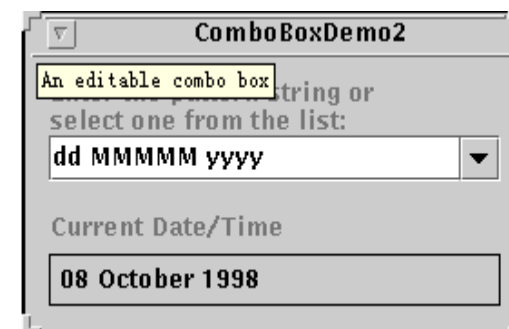 ComboBoxDemo2
An editable combo box
string or
select one from the list:
dd MMMMM yyyy
Current Date/Time
08 October 1998